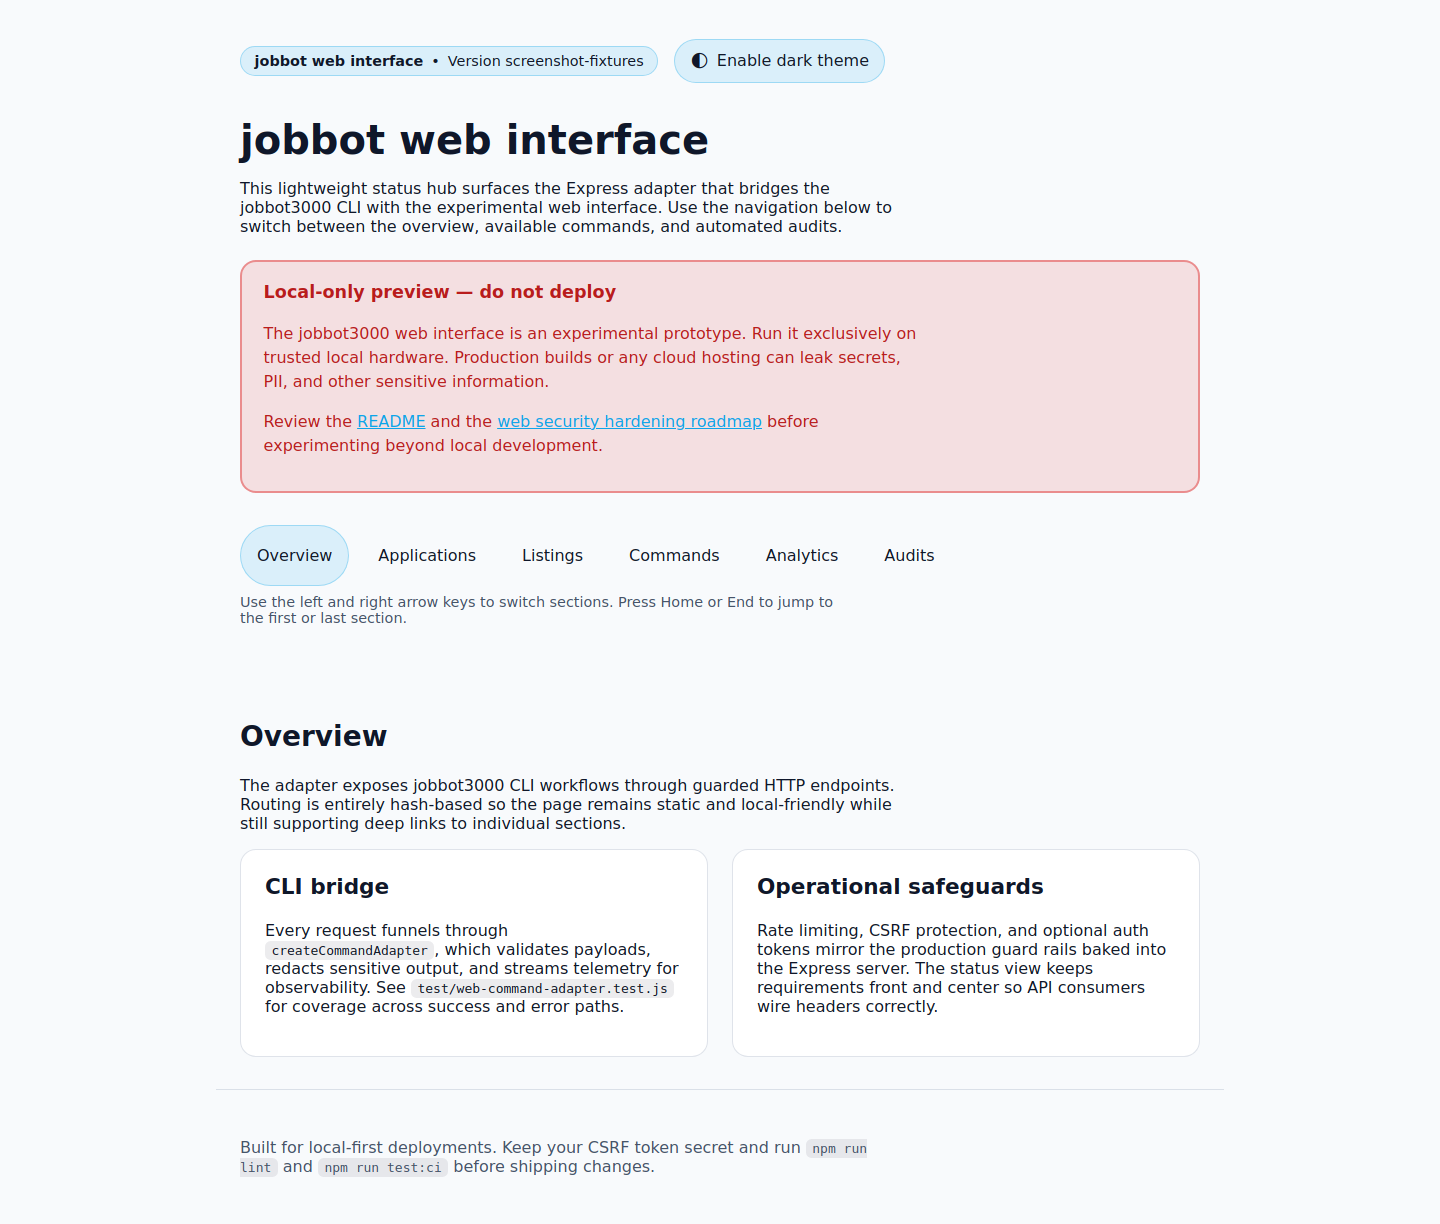 jobbot web interface • Version screenshot-fixtures
Enable dark theme
jobbot web interface
This lightweight status hub surfaces the Express adapter that bridges the
jobbot3000 CLI with the experimental web interface. Use the navigation below to
switch between the overview, available commands, and automated audits.
Local-only preview — do not deploy
The jobbot3000 web interface is an experimental prototype. Run it exclusively on
trusted local hardware. Production builds or any cloud hosting can leak secrets,
PII, and other sensitive information.
Review the README and the web security hardening roadmap before
experimenting beyond local development.
Overview Applications Listings Commands Analytics Audits
Use the left and right arrow keys to switch sections. Press Home or End to jump to
the first or last section.
Overview
The adapter exposes jobbot3000 CLI workflows through guarded HTTP endpoints.
Routing is entirely hash-based so the page remains static and local-friendly while
still supporting deep links to individual sections.
CLI bridge
Every request funnels through
createCommandAdapter, which validates payloads,
redacts sensitive output, and streams telemetry for
observability. See test/web-command-adapter.test.js
for coverage across success and error paths.
Operational safeguards
Rate limiting, CSRF protection, and optional auth
tokens mirror the production guard rails baked into
the Express server. The status view keeps
requirements front and center so API consumers
wire headers correctly.
Built for local-first deployments. Keep your CSRF token secret and run npm run
lint and npm run test:ci before shipping changes.